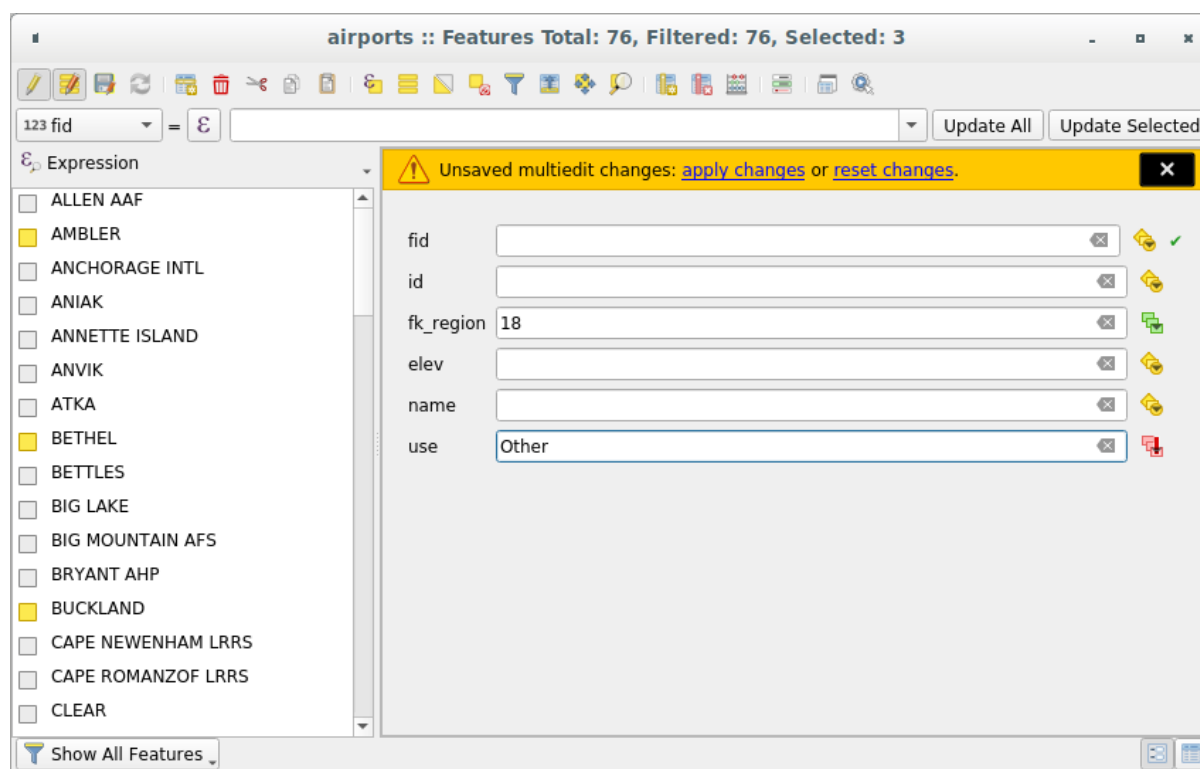 airports :: Features Total: 76, Filtered: 76, Selected: 3
123 fid = ε Update All Update Selected
Expression
Unsaved multiedit changes: apply changes or reset changes.
ALLEN AAF
AMBLER
ANCHORAGE INTL
ANIAK
ANNETTE ISLAND
ANVIK
ATKA
BETHEL
BETTLES
BIG LAKE
BIG MOUNTAIN AFS
BRYANT AHP
BUCKLAND
CAPE NEWENHAM LRRS
CAPE ROMANZOF LRRS
CLEAR
fid
id
fk_region 18
elev
name
use Other
Show All Features